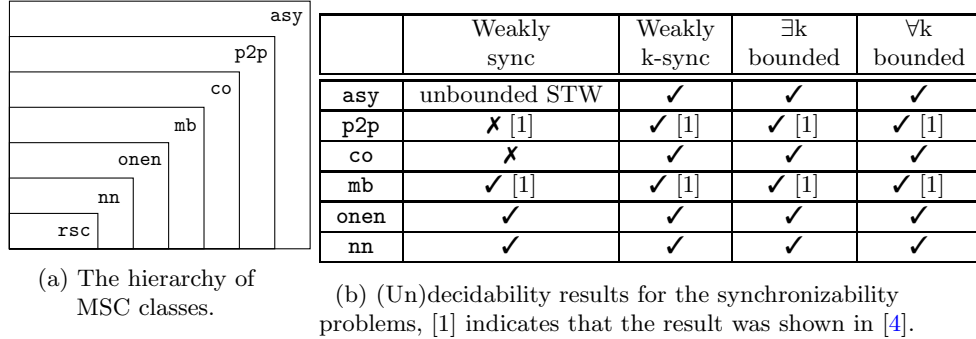 asy
p2p
co
mb
onen
nn
rsc
(a) The hierarchy of
MSC classes.
Weakly sync Weakly k-sync ∃k bounded ∀k bounded
asy unbounded STW ✓ ✓ ✓
p2p ✗ [1] ✓ [1] ✓ [1] ✓ [1]
co ✗ ✓ ✓ ✓
mb ✓ [1] ✓ [1] ✓ [1] ✓ [1]
onen ✓ ✓ ✓ ✓
nn ✓ ✓ ✓ ✓
(b) (Un)decidability results for the synchronizability
problems, [1] indicates that the result was shown in [4].